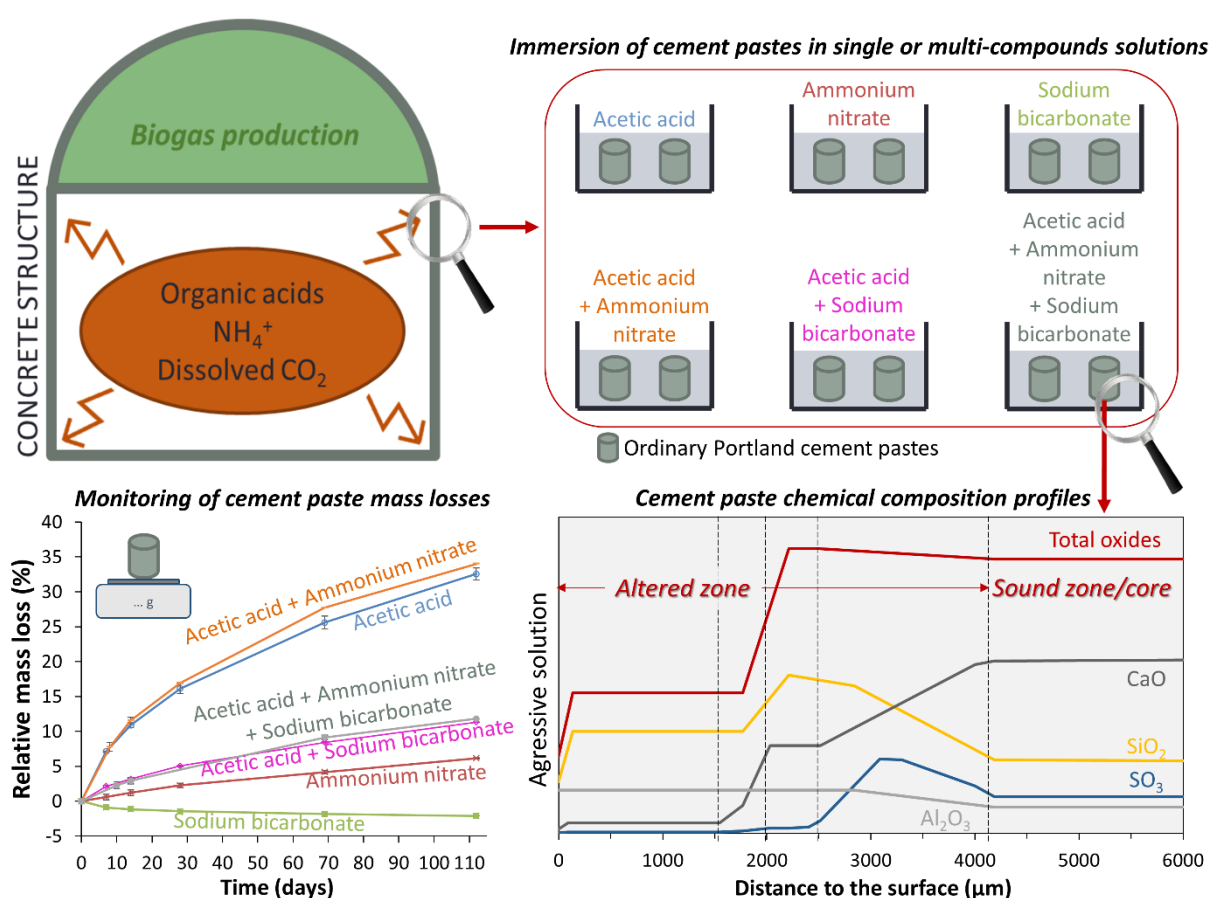 Immersion of cement pastes in single or multi-compounds solutions
Biogas production
CONCRETE STRUCTURE
Organic acids
NH₄⁺
Dissolved CO₂
Acetic acid
Ammonium
nitrate
Sodium
bicarbonate
Acetic acid
+ Ammonium
nitrate
Acetic acid
+ Sodium
bicarbonate
Acetic acid
+ Ammonium
nitrate
+ Sodium
bicarbonate
Ordinary Portland cement pastes
Monitoring of cement paste mass losses
Relative mass loss (%)
40
35
30
25
20
15
10
5
0
-5
... g
Acetic acid + Ammonium nitrate
Acetic acid
Acetic acid + Ammonium nitrate
+ Sodium bicarbonate
Acetic acid + Sodium bicarbonate
Ammonium nitrate
Sodium bicarbonate
0 10 20 30 40 50 60 70 80 90 100 110
Time (days)
Cement paste chemical composition profiles
Agressive solution
Total oxides
Altered zone
Sound zone/core
CaO
SiO₂
SO₃
Al₂O₃
0 1000 2000 3000 4000 5000 6000
Distance to the surface (µm)